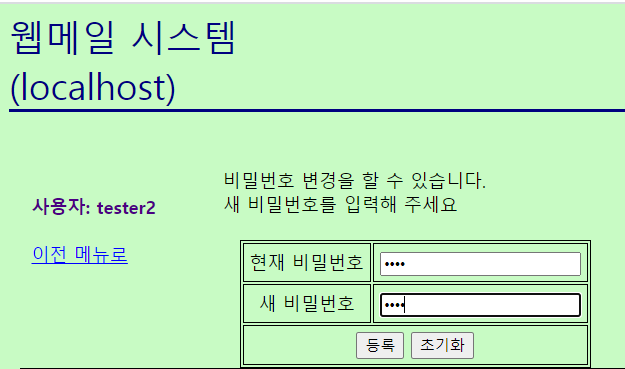 웹메일 시스템
(localhost)
비밀번호 변경을 할 수 있습니다.
사용자: tester2
새 비밀번호를 입력해 주세요
이전 메뉴로
현재 비밀번호 ••••
새 비밀번호 ••••
등록 초기화